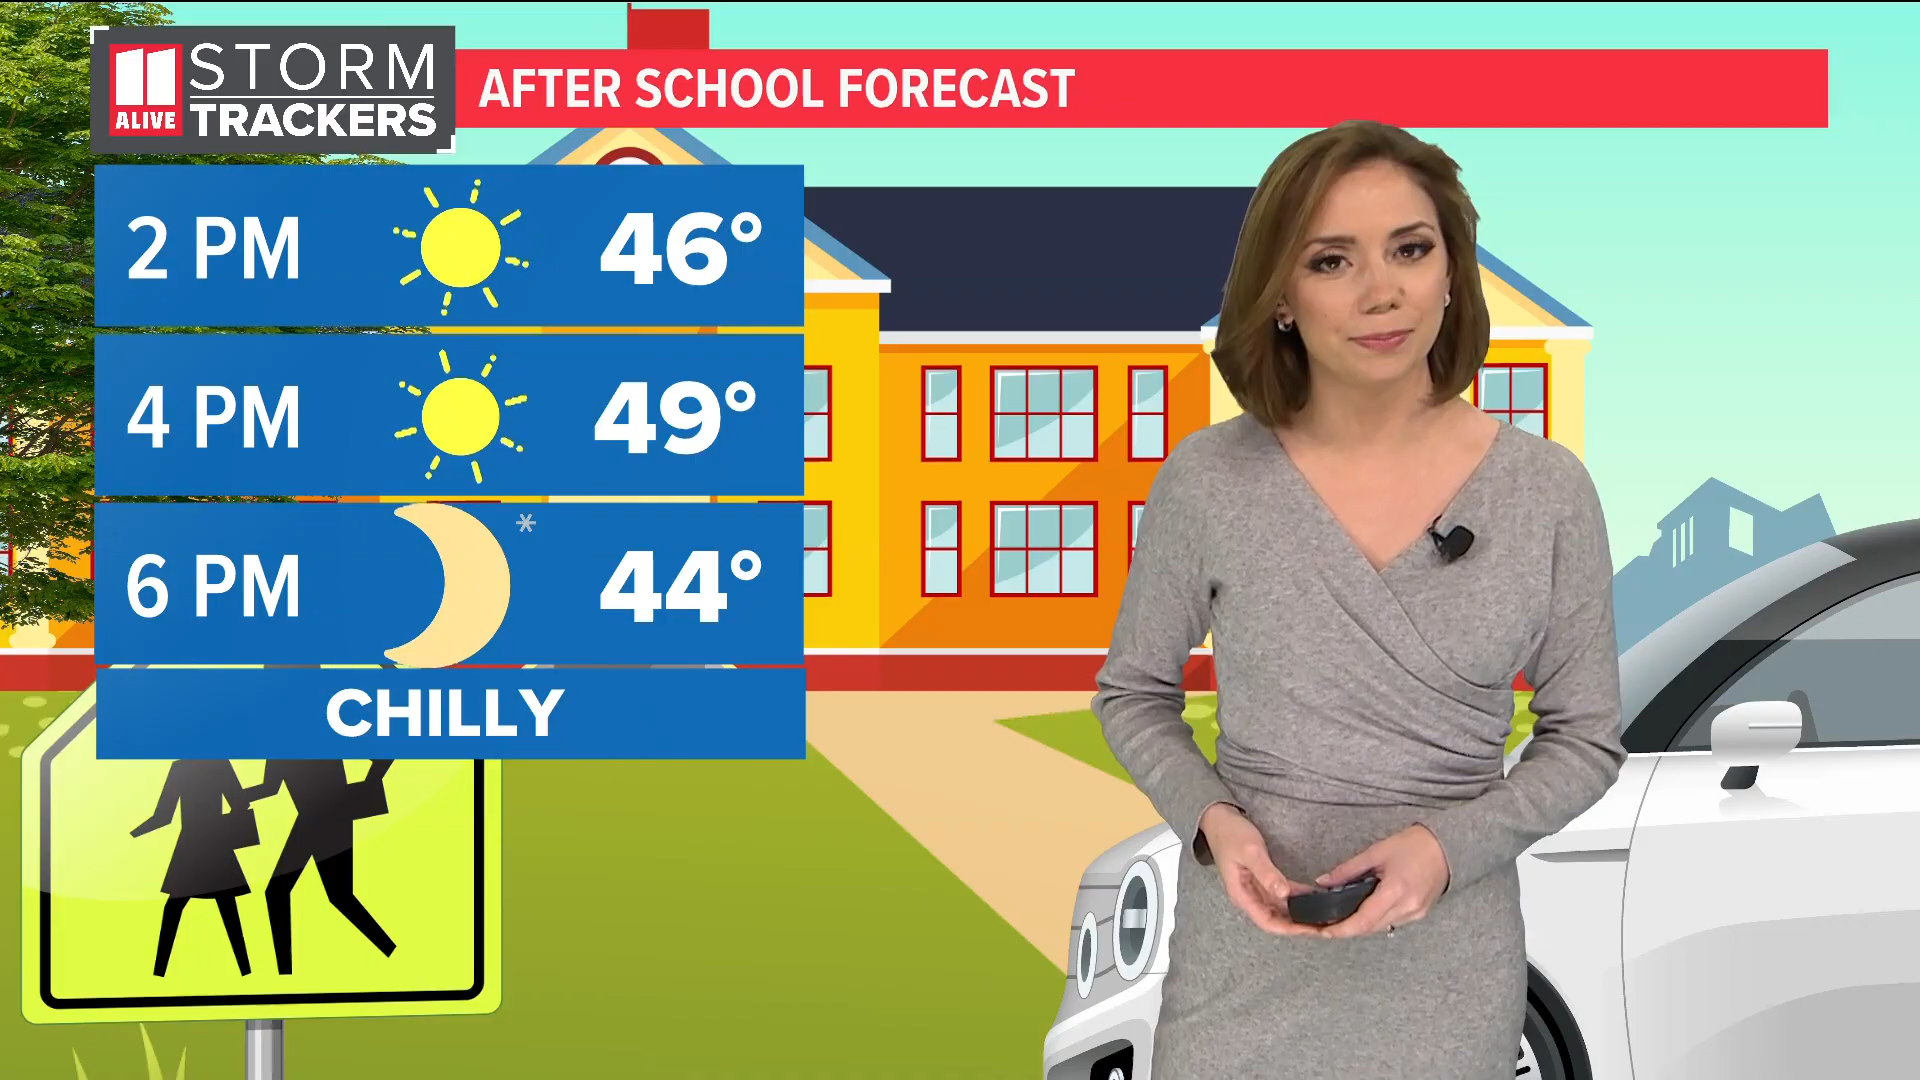 11
ALIVE
STORM
TRACKERS
AFTER SCHOOL FORECAST
2 PM 46°
4 PM 49°
6 PM 44°
CHILLY